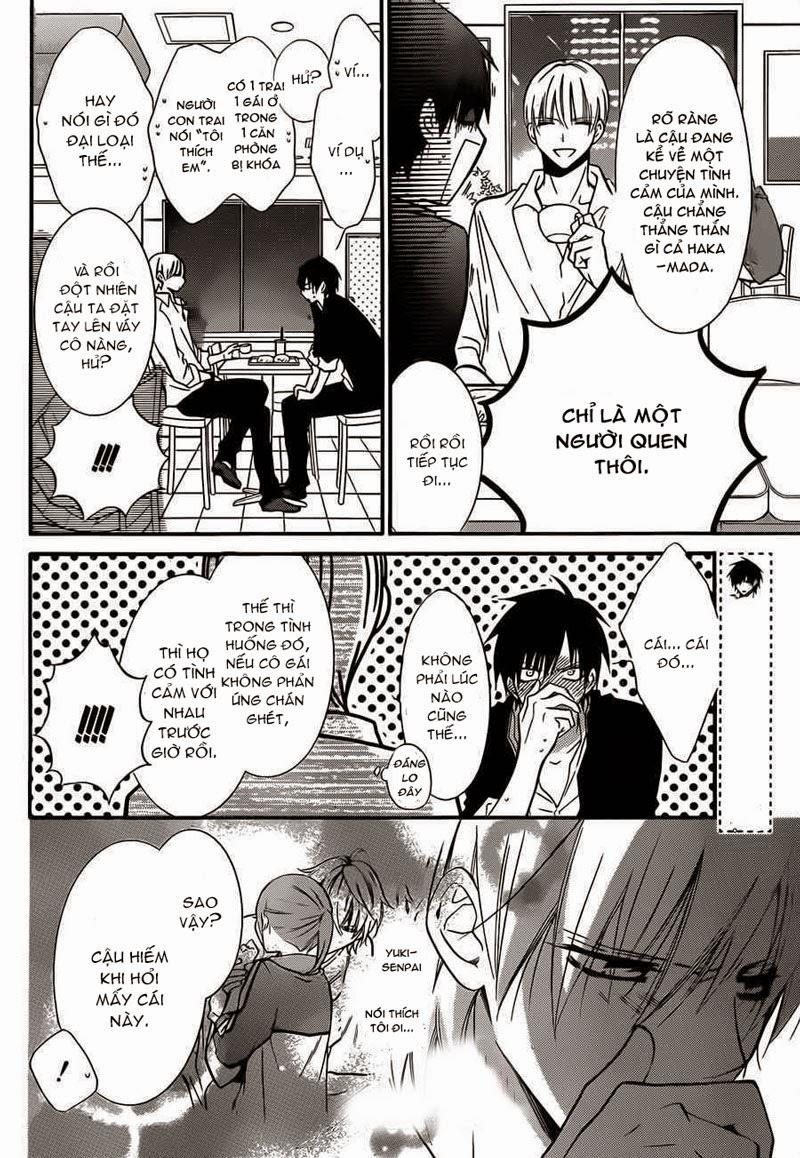 RÕ RÀNG
LÀ CẬU ĐANG
KỂ VỀ MỘT
CHUYỆN TÌNH
CẢM CỦA MÌNH.
CẬU CHẲNG
THẲNG THẮN
GÌ CẢ HAKA
-MADA.
CHỈ LÀ MỘT
NGƯỜI QUEN
THÔI.
RỒI RỒI
TIẾP TỤC
ĐI...
VÍ...
VÍ DỤ...
HỬ?
CÓ 1 TRAI
1 GÁI Ở
TRONG
1 CĂN
PHÒNG
BỊ KHÓA
NGƯỜI
CON TRAI
NÓI "TÔI
THÍCH
EM".
HAY
NÓI GÌ ĐÓ
ĐẠI LOẠI
THẾ...
VÀ RỒI
ĐỘT NHIÊN
CẬU TA ĐẶT
TAY LÊN VÁY
CÔ NÀNG,
HỬ?
!!!!
CÁI... CÁI
ĐÓ...
KHÔNG
PHẢI LÚC
NÀO
CŨNG
THẾ...
ĐÁNG
LO
ĐÂY
THẾ THÌ
TRONG TÌNH
HUỐNG ĐÓ,
NẾU CÔ GÁI
KHÔNG PHẢN
ỨNG CHÁN
GHÉT,
THÌ HỌ
CÓ TÌNH
CẢM VỚI
NHAU
TRƯỚC
GIỜ RỒI.
!!!!!
YUKI-
SENPAI
NÓI THÍCH
TÔI ĐI...
SAO
VẬY?
CẬU HIẾM
KHI HỎI
MẤY CÁI
NÀY.
!